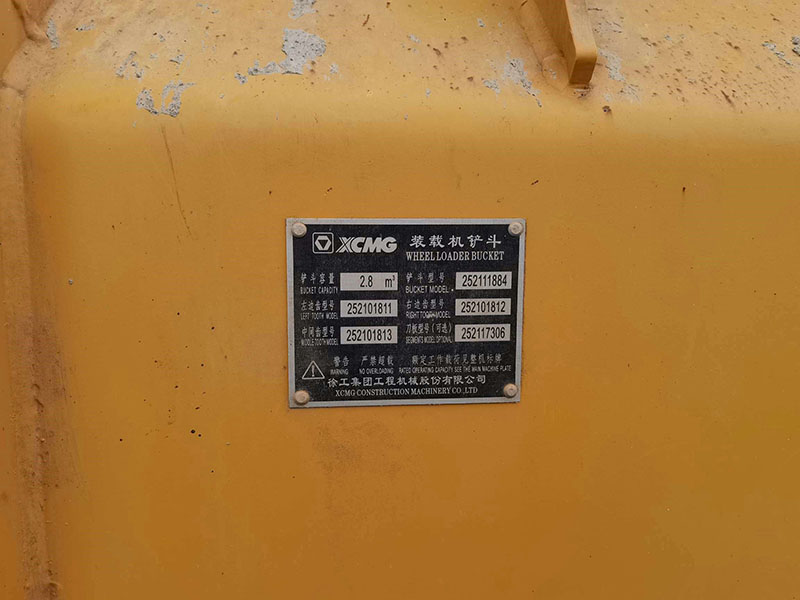 XCMG 装载机铲斗
WHEEL LOADER BUCKET
铲斗容量 2.8 m³ 铲斗型号 252111884
BUCKET CAPACITY BUCKET MODEL
左边齿型号 252101811 右边齿型号 252101812
LEFT TOOTH MODEL RIGHT TOOTH MODEL
中间齿型号 252101813 刀板型号(可选) 252117306
MIDDLE TOOTH MODEL SEGMENTS MODEL(OPTIONAL)
警告 严禁超载 额定工作载荷见整机标牌
WARNING NO OVERLOADING RATED OPERATING CAPACITY SEE THE MAIN MACHINE PLATE
徐工集团工程机械股份有限公司
XCMG CONSTRUCTION MACHINERY CO.,LTD